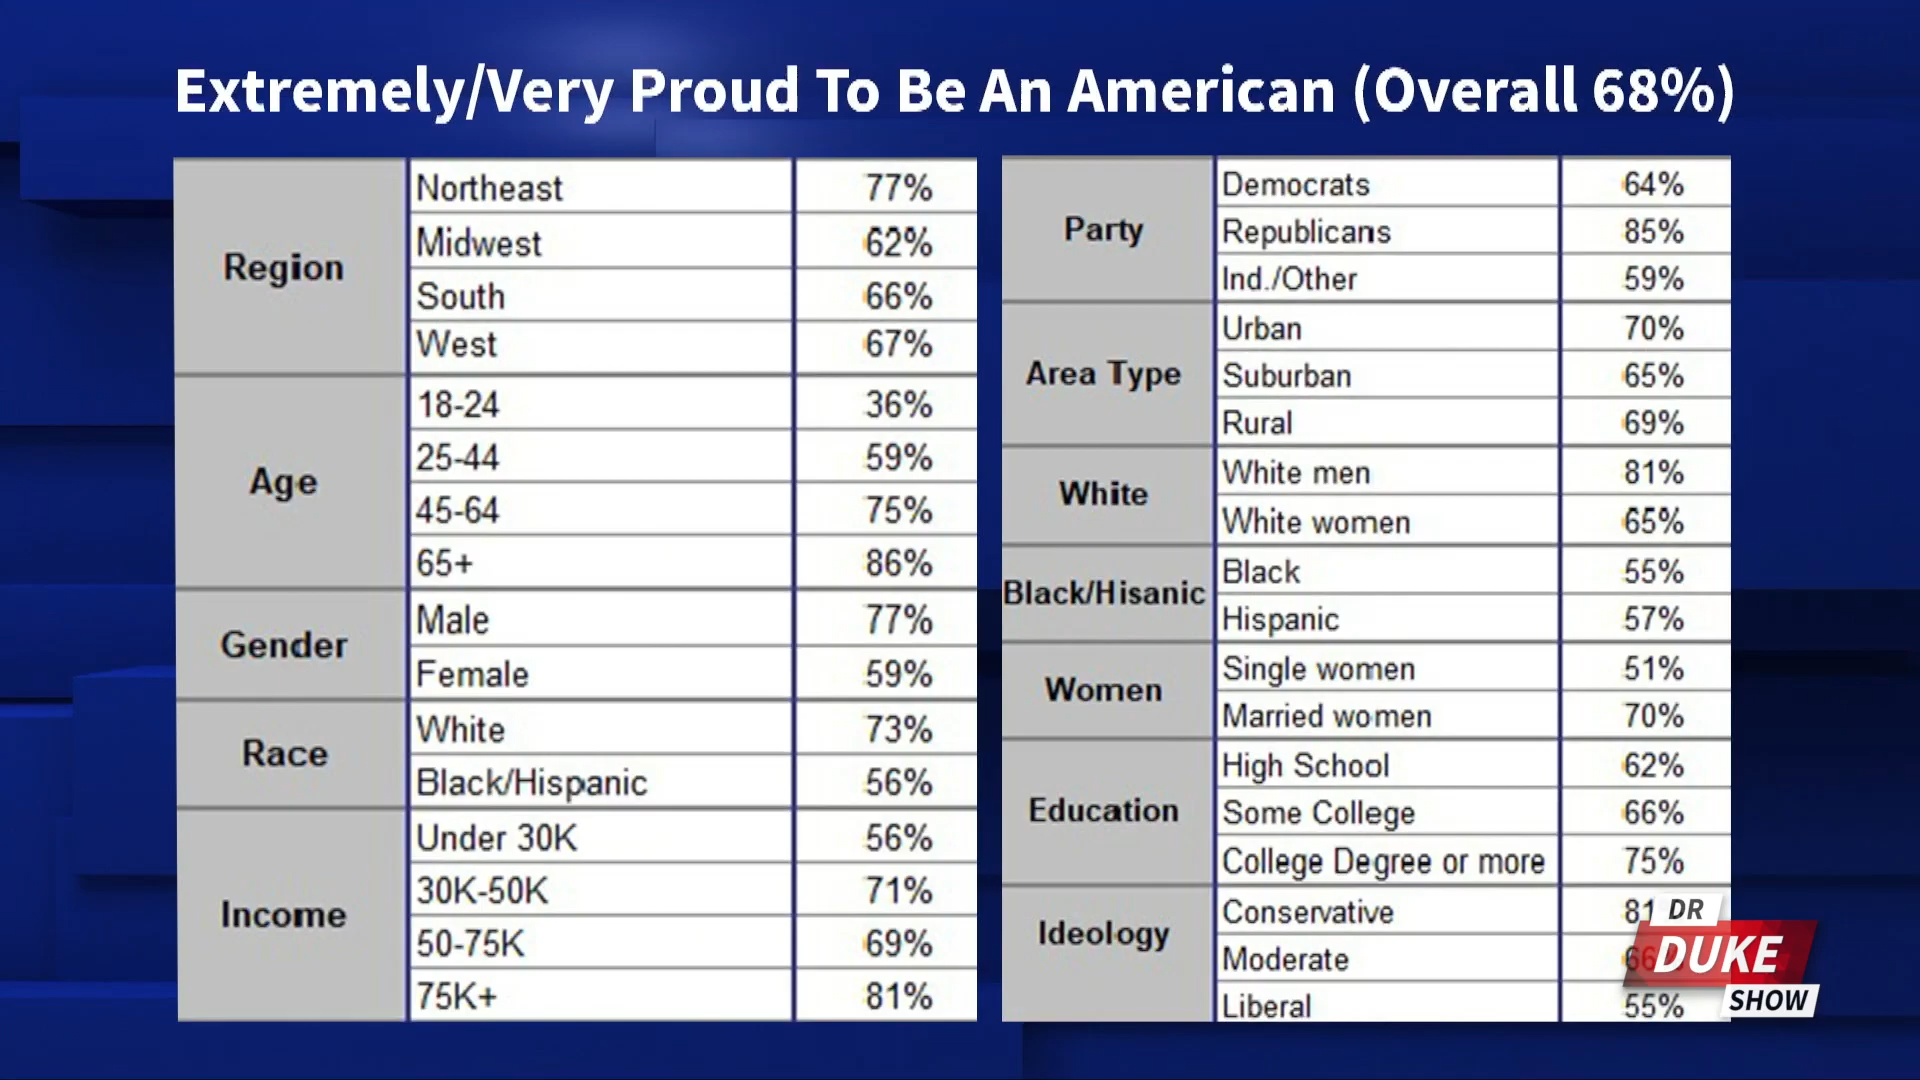 Extremely/Very Proud To Be An American (Overall 68%)
Region
Northeast 77%
Midwest 62%
South 66%
West 67%
Age
18-24 36%
25-44 59%
45-64 75%
65+ 86%
Gender
Male 77%
Female 59%
Race
White 73%
Black/Hispanic 56%
Income
Under 30K 56%
30K-50K 71%
50-75K 69%
75K+ 81%
Party
Democrats 64%
Republicans 85%
Ind./Other 59%
Area Type
Urban 70%
Suburban 65%
Rural 69%
White
White men 81%
White women 65%
Black/Hisanic
Black 55%
Hispanic 57%
Women
Single women 51%
Married women 70%
Education
High School 62%
Some College 66%
College Degree or more 75%
Ideology
Conservative 81
Moderate 66
Liberal 55%
DR
DUKE
SHOW